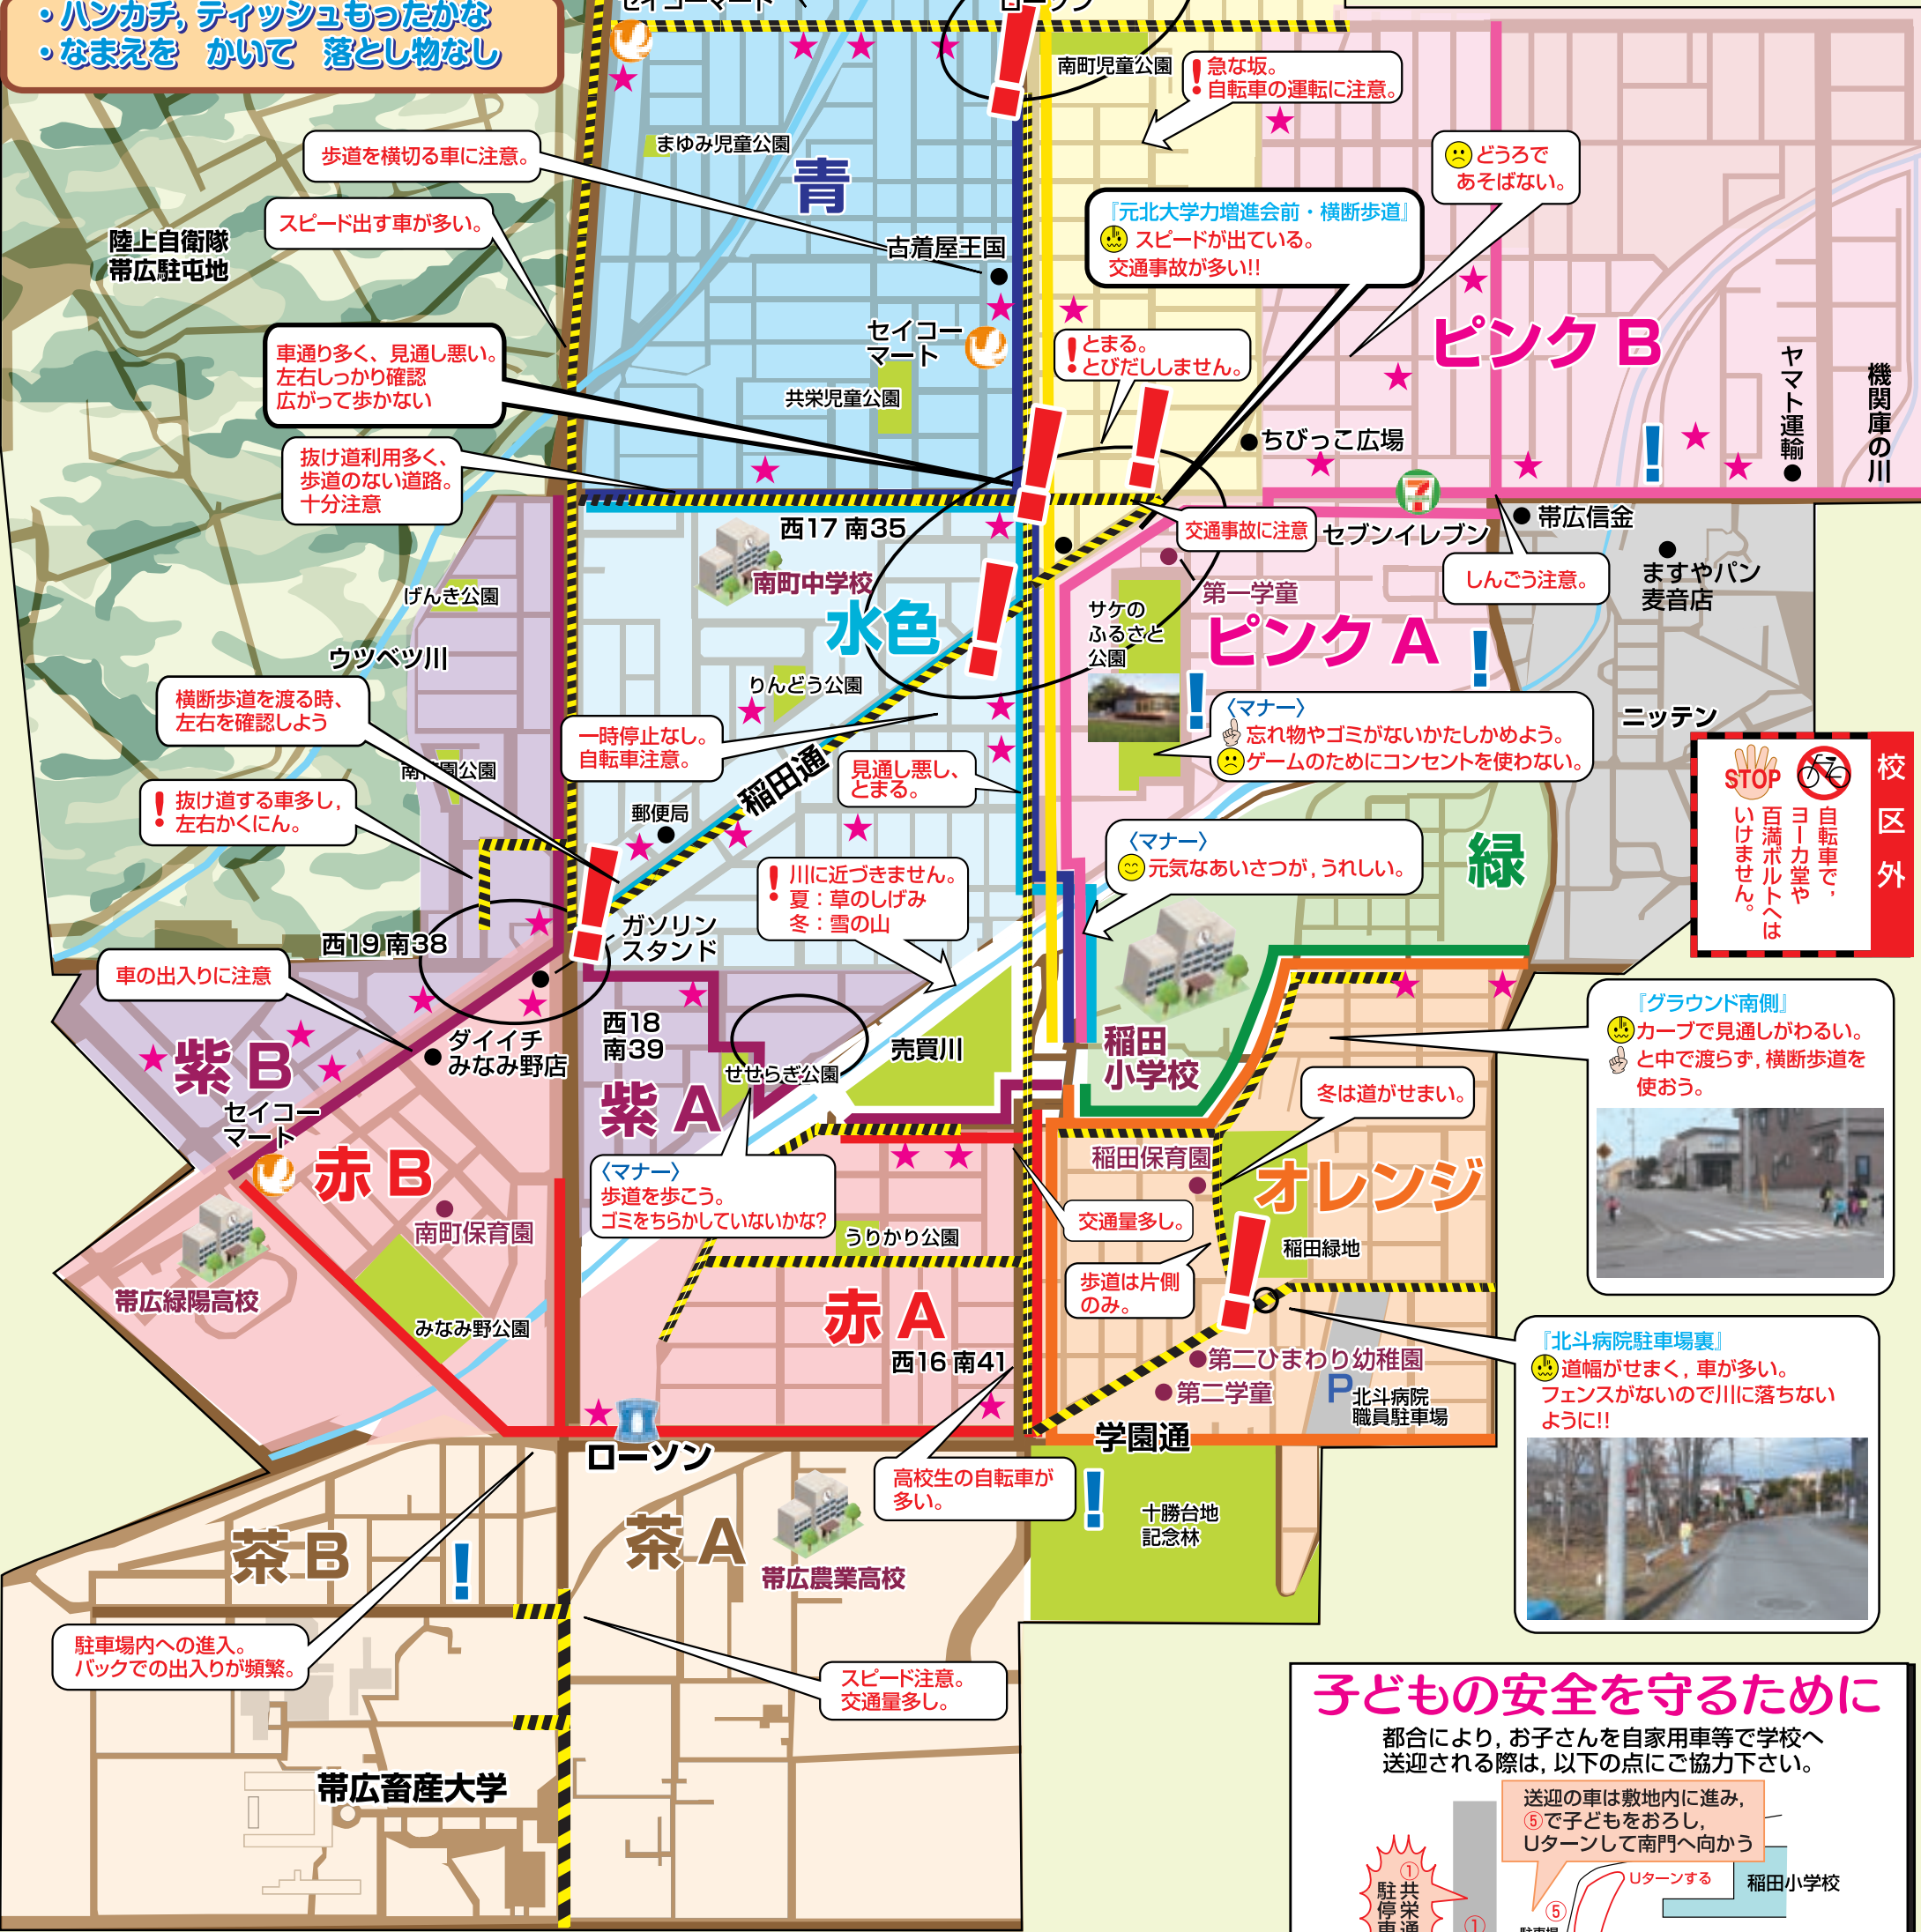 ・ハンカチ，ティッシュもったかな
・なまえを　かいて　落とし物なし
セイコーマート
ローソン
南町児童公園
急な坂。
自転車の運転に注意。
まゆみ児童公園
青
歩道を横切る車に注意。
スピード出す車が多い。
陸上自衛隊
帯広駐屯地
古着屋王国
『元北大学力増進会前・横断歩道』
スピードが出ている。
交通事故が多い!!
どうろで
あそばない。
セイコー
マート
共栄児童公園
とまる。
とびだししません。
ピンク B
ヤマト運輸
機関庫の川
車通り多く、見通し悪い。
左右しっかり確認
広がって歩かない
抜け道利用多く、
歩道のない道路。
十分注意
ちびっこ広場
西17 南35
南町中学校
水色
交通事故に注意
セブンイレブン
帯広信金
しんごう注意。
ますやパン
麦音店
第一学童
サケの
ふるさと
公園
ピンク A
げんき公園
ウツベツ川
りんどう公園
横断歩道を渡る時、
左右を確認しよう
一時停止なし。
自転車注意。
稲田通
見通し悪し、
とまる。
〈マナー〉
忘れ物やゴミがないかたしかめよう。
ゲームのためにコンセントを使わない。
ニッテン
校区外
STOP
自転車で，
ヨーカ堂や
百満ボルトへは
いけません。
抜け道する車多し，
左右かくにん。
郵便局
〈マナー〉
元気なあいさつが，うれしい。
緑
川に近づきません。
夏：草のしげみ
冬：雪の山
西19 南38
ガソリン
スタンド
車の出入りに注意
紫 B
ダイイチ
みなみ野店
西18
南39
紫 A
せせらぎ公園
売買川
稲田
小学校
『グラウンド南側』
カーブで見通しがわるい。
と中で渡らず，横断歩道を
使おう。
冬は道がせまい。
セイコー
マート
赤 B
南町保育園
〈マナー〉
歩道を歩こう。
ゴミをちらかしていないかな?
稲田保育園
オレンジ
交通量多し。
うりかり公園
稲田緑地
歩道は片側
のみ。
帯広緑陽高校
みなみ野公園
赤 A
西16 南41
『北斗病院駐車場裏』
道幅がせまく，車が多い。
フェンスがないので川に落ちない
ように!!
第二ひまわり幼稚園
第二学童
P
北斗病院
職員駐車場
ローソン
学園通
高校生の自転車が
多い。
十勝台地
記念林
茶 B
茶 A
帯広農業高校
駐車場内への進入。
バックでの出入りが頻繁。
スピード注意。
交通量多し。
帯広畜産大学
子どもの安全を守るために
都合により，お子さんを自家用車等で学校へ
送迎される際は，以下の点にご協力下さい。
送迎の車は敷地内に進み，
⑤で子どもをおろし，
Uターンして南門へ向かう
Uターンする
稲田小学校
①共栄通
駐停車
①
⑤